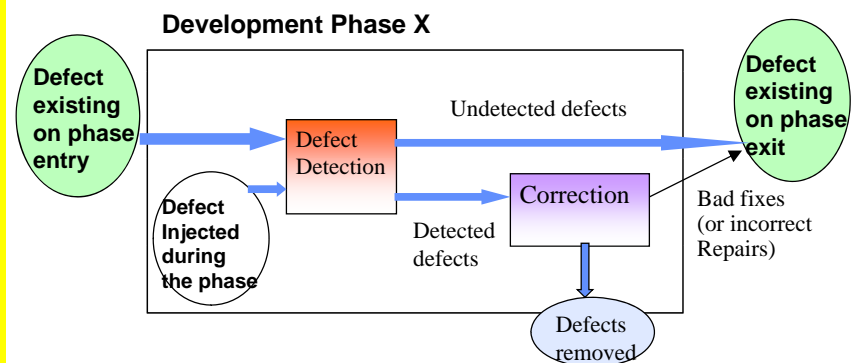 Development Phase X
Defect
existing
on phase
entry
Defect
Injected
during
the phase
Defect
Detection
Undetected defects
Detected
defects
Correction
Defect
existing
on phase
exit
Bad fixes
(or incorrect
Repairs)
Defects
removed